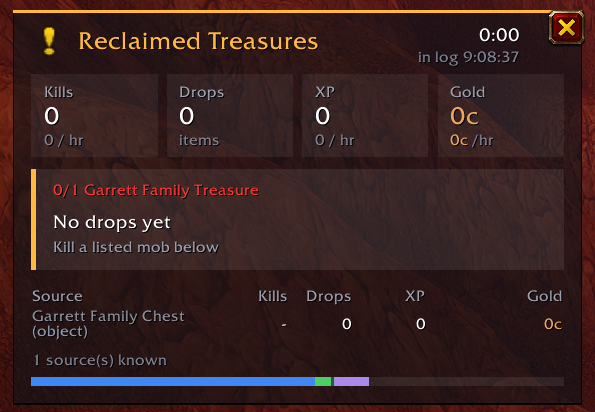 Reclaimed Treasures
0:00
in log 9:08:37
Kills
0
0 / hr
Drops
0
items
XP
0
0 / hr
Gold
0c
0c /hr
0/1 Garrett Family Treasure
No drops yet
Kill a listed mob below
Source Kills Drops XP Gold
Garrett Family Chest
(object) - 0 0 0c
1 source(s) known